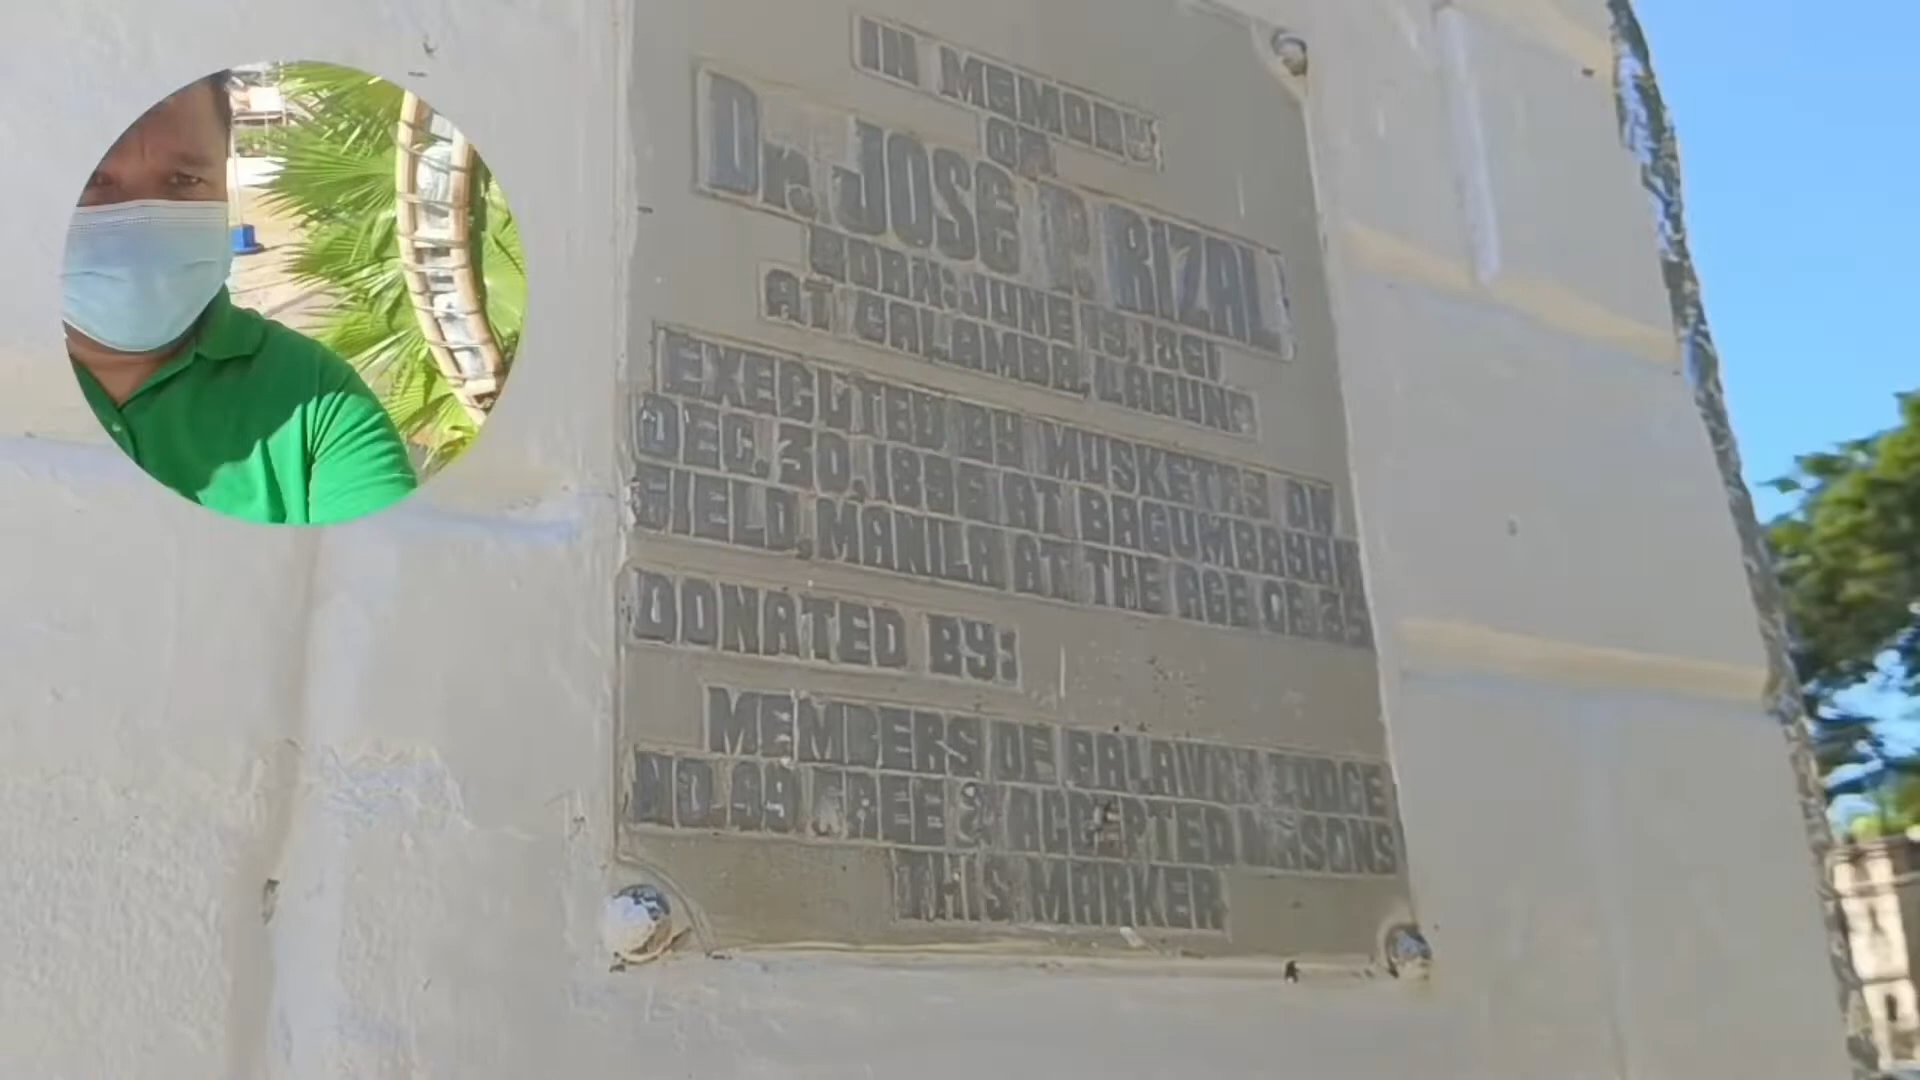 IN MEMORY
OF
Dr. JOSE P. RIZAL
BORN: JUNE 19, 1861
AT CALAMBA, LAGUNA
EXECUTED BY MUSKETRY ON
DEC. 30, 1896 AT BAGUMBAYAN
FIELD, MANILA AT THE AGE OF 35
DONATED BY:
MEMBERS OF PALAWAN LODGE
NO. 99 FREE & ACCEPTED MASONS
THIS MARKER